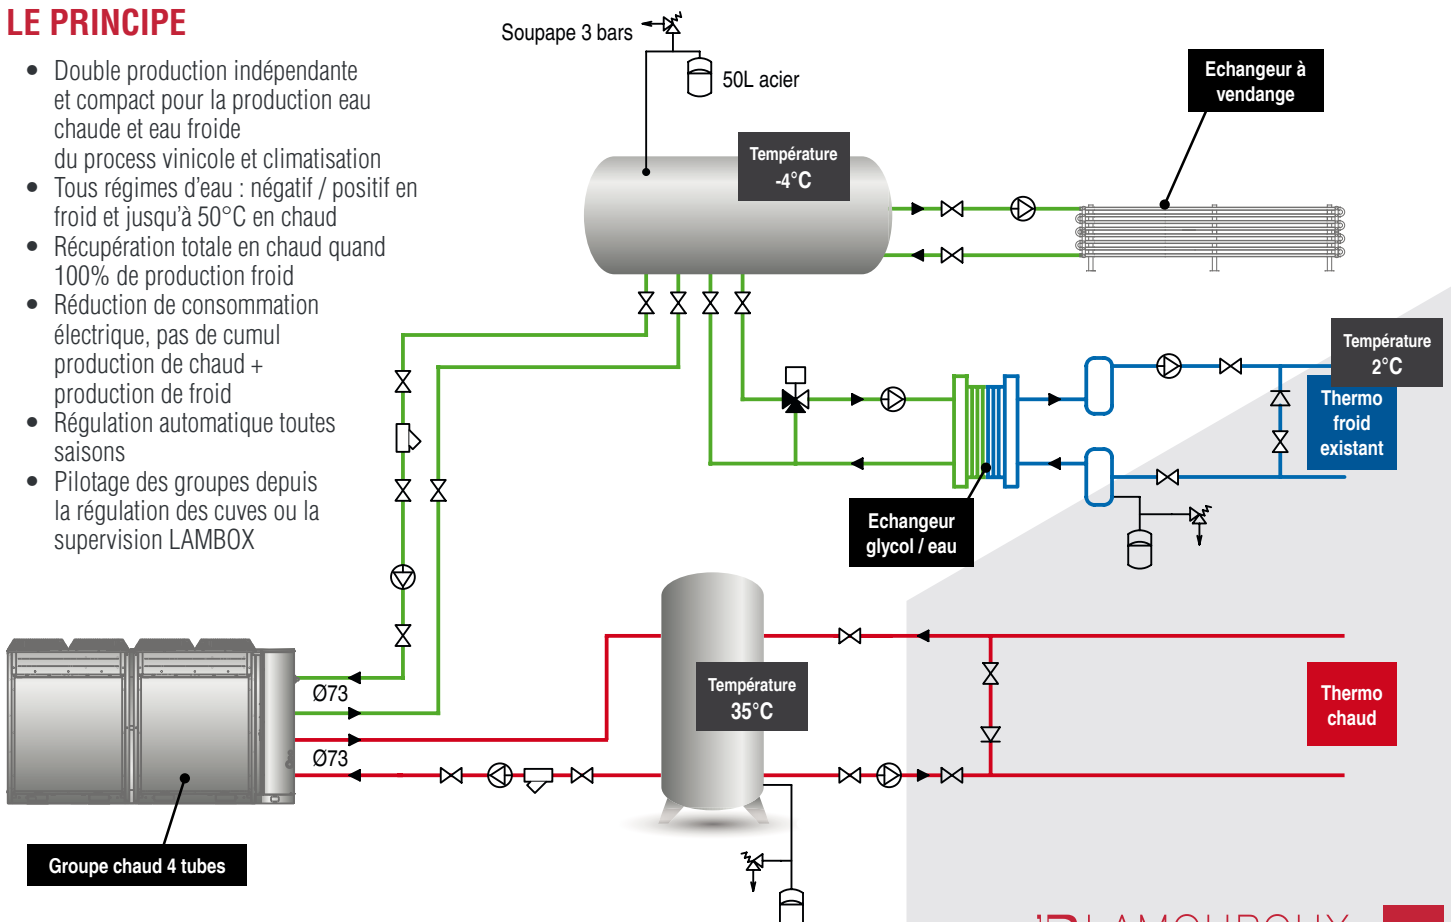 LE PRINCIPE
• Double production indépendante
et compact pour la production eau
chaude et eau froide
du process vinicole et climatisation
• Tous régimes d'eau : négatif / positif en
froid et jusqu'à 50°C en chaud
• Récupération totale en chaud quand
100% de production froid
• Réduction de consommation
électrique, pas de cumul
production de chaud +
production de froid
• Régulation automatique toutes
saisons
• Pilotage des groupes depuis
la régulation des cuves ou la
supervision LAMBOX
Soupape 3 bars
50L acier
Température
-4°C
Echangeur à
vendange
Température
2°C
Thermo
froid
existant
Echangeur
glycol / eau
Ø73
Ø73
Température
35°C
Thermo
chaud
Groupe chaud 4 tubes
LAMOUROUX